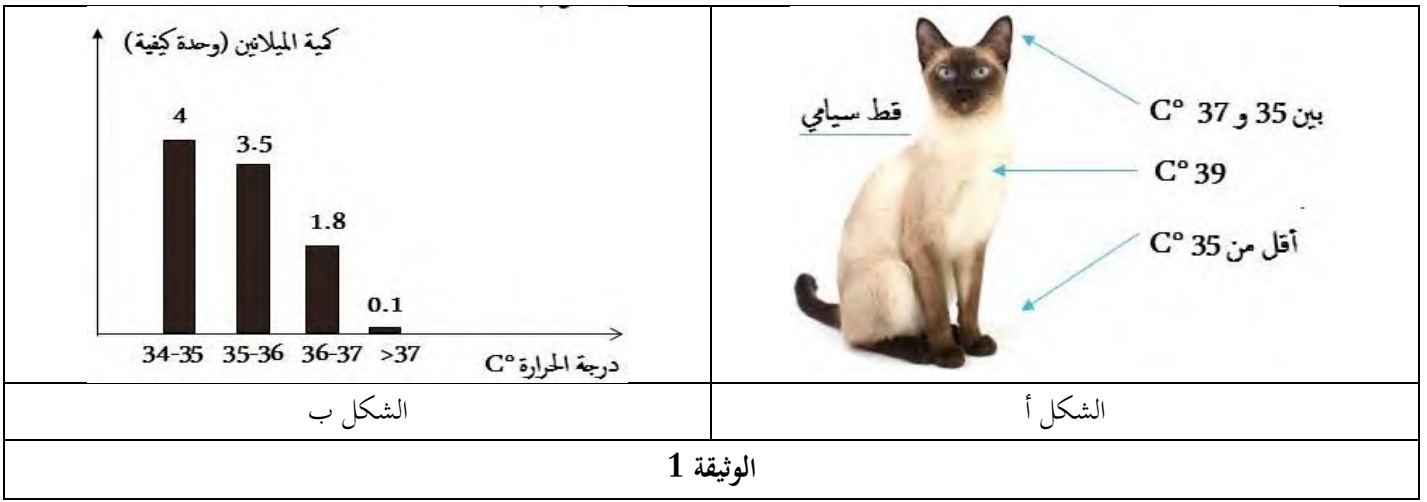 بين 35 و 37 °C
قط سيامي
39 °C
أقل من 35 °C
الشكل أ
كمية الميلانين (وحدة كيفية)
4
3.5
1.8
0.1
34-35 35-36 36-37 >37
درجة الحرارة °C
الشكل ب
الوثيقة 1